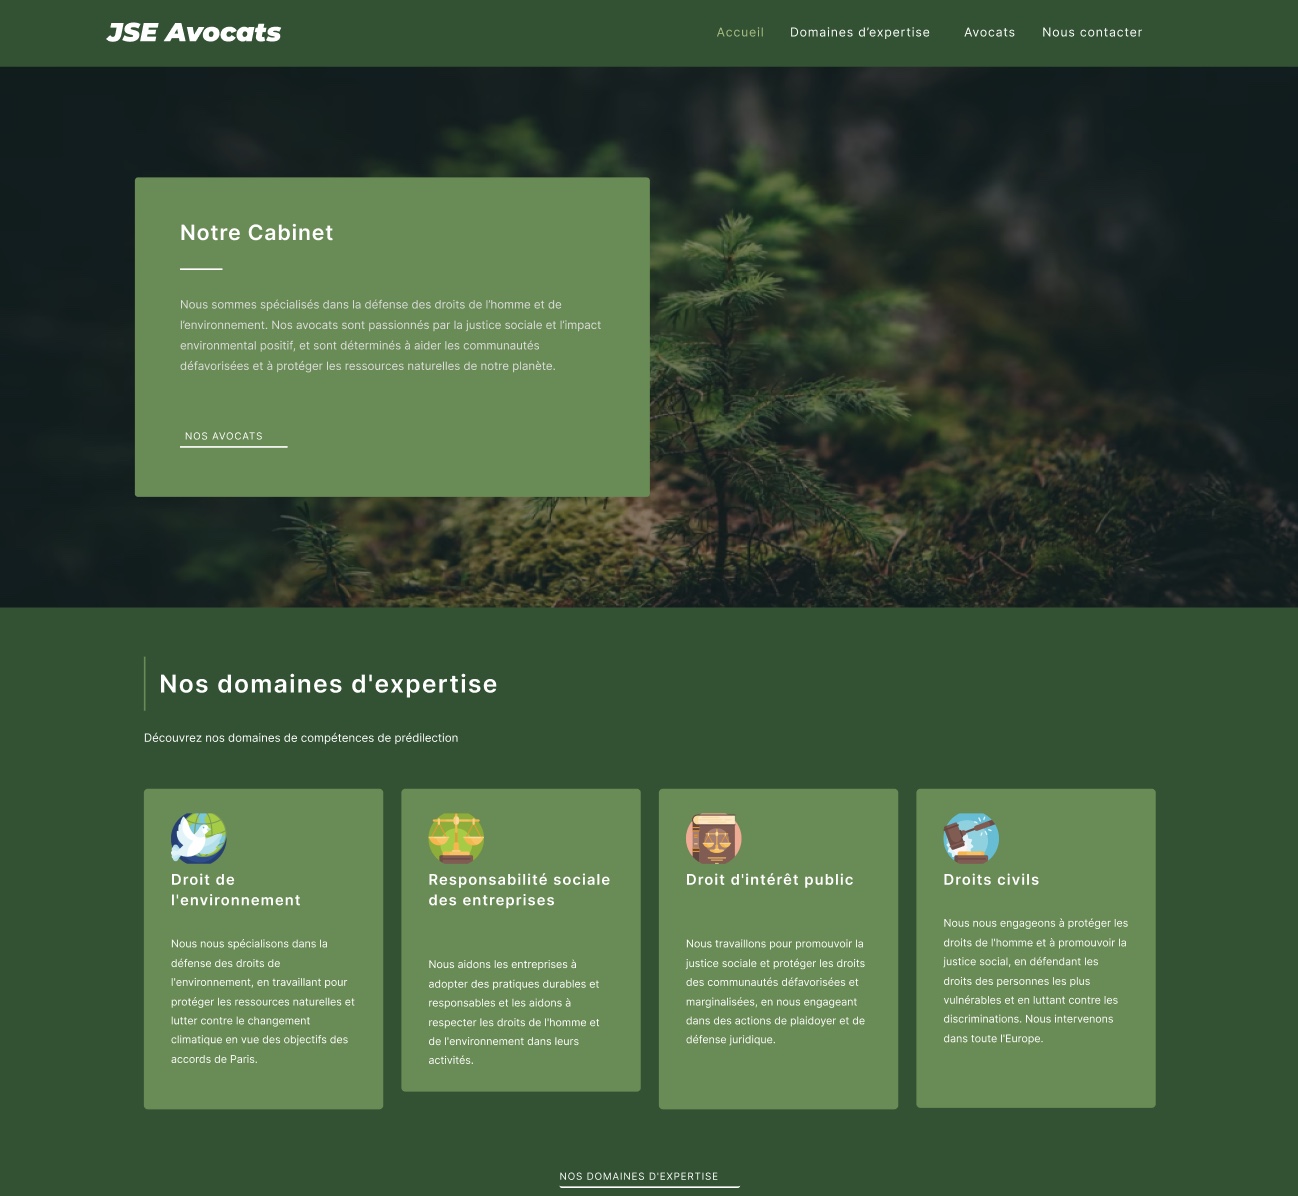 JSE Avocats
Accueil Domaines d'expertise Avocats Nous contacter
Notre Cabinet
Nous sommes spécialisés dans la défense des droits de l'homme et de
l'environnement. Nos avocats sont passionnés par la justice sociale et l'impact
environmental positif, et sont déterminés à aider les communautés
défavorisées et à protéger les ressources naturelles de notre planète.
NOS AVOCATS
Nos domaines d'expertise
Découvrez nos domaines de compétences de prédilection
Droit de
l'environnement
Nous nous spécialisons dans la
défense des droits de
l'environnement, en travaillant pour
protéger les ressources naturelles et
lutter contre le changement
climatique en vue des objectifs des
accords de Paris.
Responsabilité sociale
des entreprises
Nous aidons les entreprises à
adopter des pratiques durables et
responsables et les aidons à
respecter les droits de l'homme et
de l'environnement dans leurs
activités.
Droit d'intérêt public
Nous travaillons pour promouvoir la
justice sociale et protéger les droits
des communautés défavorisées et
marginalisées, en nous engageant
dans des actions de plaidoyer et de
défense juridique.
Droits civils
Nous nous engageons à protéger les
droits de l'homme et à promouvoir la
justice social, en défendant les
droits des personnes les plus
vulnérables et en luttant contre les
discriminations. Nous intervenons
dans toute l'Europe.
NOS DOMAINES D'EXPERTISE